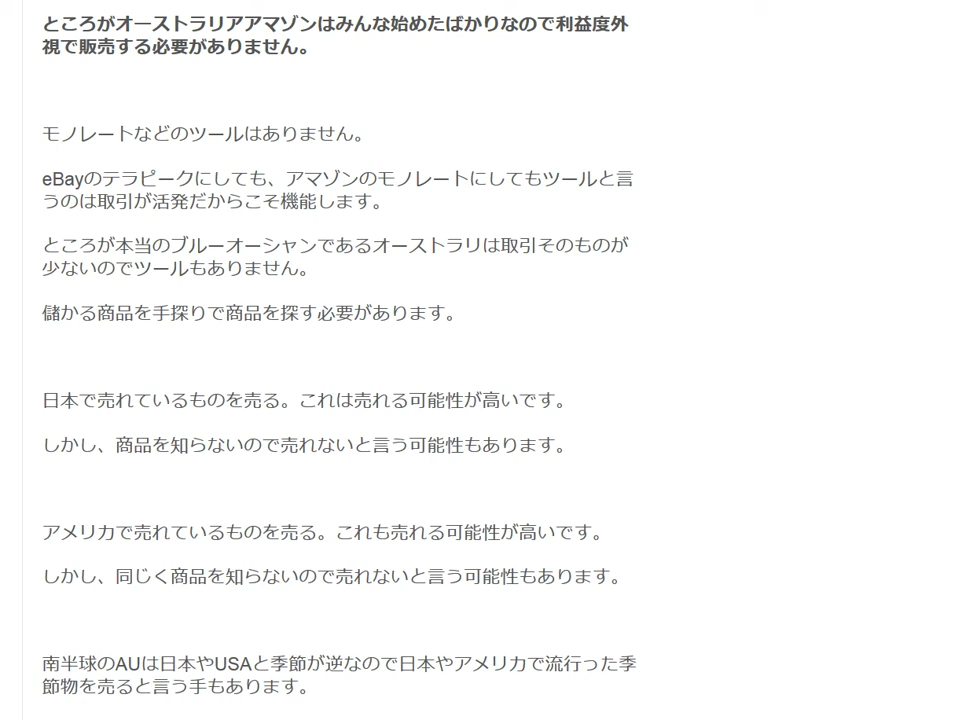 ところがオーストラリアアマゾンはみんな始めたばかりなので利益度外
視で販売する必要がありません。
モノレートなどのツールはありません。
eBayのテラピークにしても、アマゾンのモノレートにしてもツールと言
うのは取引が活発だからこそ機能します。
ところが本当のブルーオーシャンであるオーストラリは取引そのものが
少ないのでツールもありません。
儲かる商品を手探りで商品を探す必要があります。
日本で売れているものを売る。これは売れる可能性が高いです。
しかし、商品を知らないので売れないと言う可能性もあります。
アメリカで売れているものを売る。これも売れる可能性が高いです。
しかし、同じく商品を知らないので売れないと言う可能性もあります。
南半球のAUは日本やUSAと季節が逆なので日本やアメリカで流行った季
節物を売ると言う手もあります。